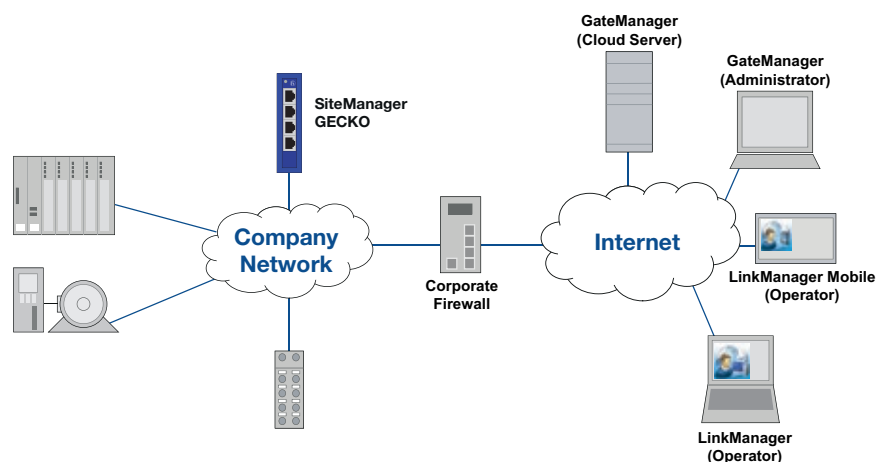 GateManager
(Cloud Server)
GateManager
(Administrator)
SiteManager
GECKO
Company
Network
Internet
Corporate
Firewall
LinkManager Mobile
(Operator)
LinkManager
(Operator)